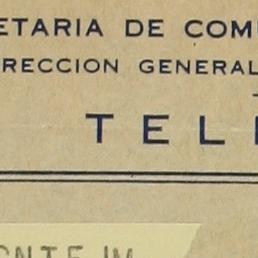 ETARIA DE COM
RECCION GENERAL
TEL